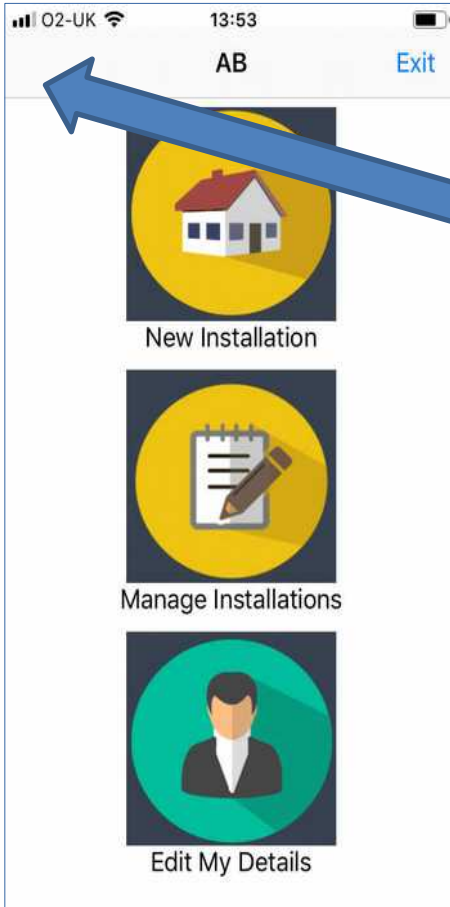 O2-UK 13:53
AB Exit
New Installation
Manage Installations
Edit My Details